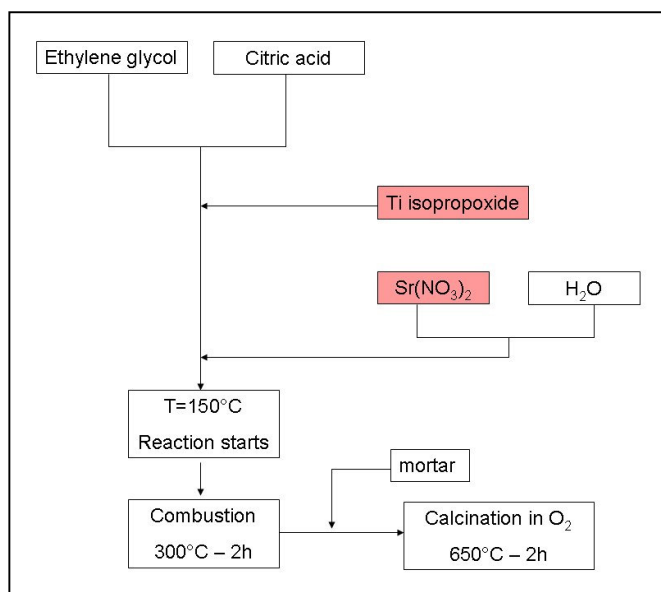 Ethylene glycol
Citric acid
Ti isopropoxide
Sr(NO₃)₂
H₂O
T=150°C
Reaction starts
mortar
Combustion
300°C – 2h
Calcination in O₂
650°C – 2h